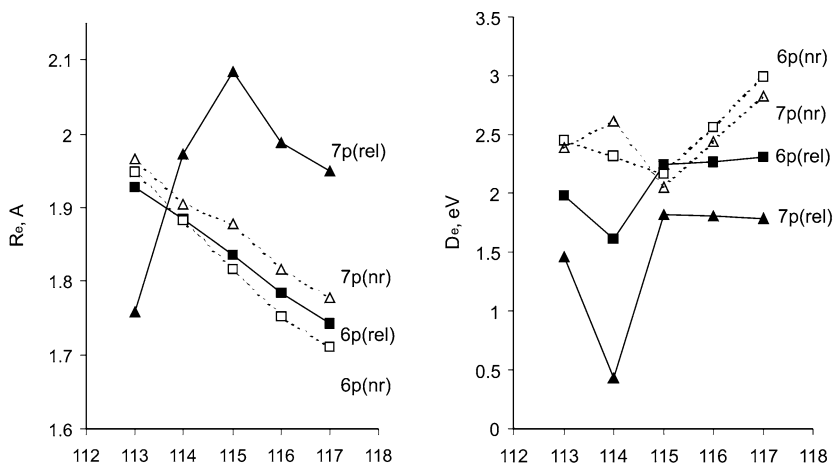 2.1
2
1.9
1.8
1.7
1.6
Rₑ, A
7p(rel)
7p(nr)
6p(rel)
6p(nr)
112 113 114 115 116 117 118
3.5
3
2.5
2
1.5
1
0.5
0
Dₑ, eV
6p(nr)
7p(nr)
6p(rel)
7p(rel)
112 113 114 115 116 117 118